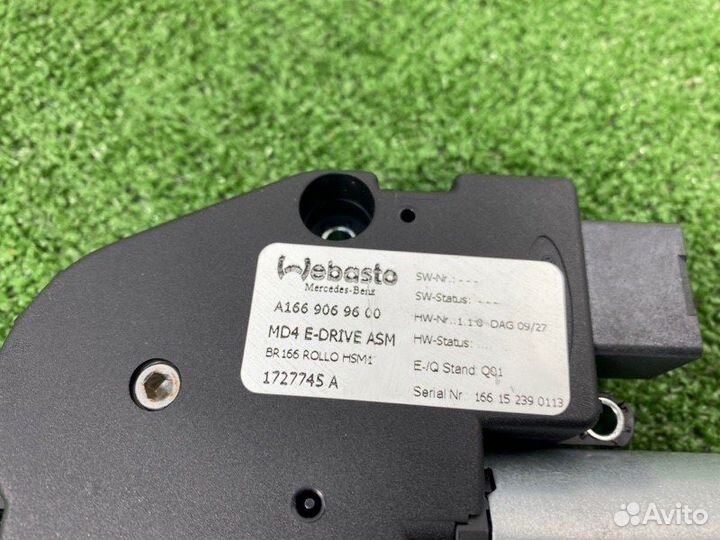 Webasto
Mercedes-Benz
A166 906 96 00
MD4 E-DRIVE ASM
BR166 ROLLO HSM1
1727745 A
SW-Nr.: ---
SW-Status: ---
HW-Nr.: 1.1.0 DAG 09/27
HW-Status:
E-/Q Stand Q01
Serial Nr: 166 15 239 0113
Avito